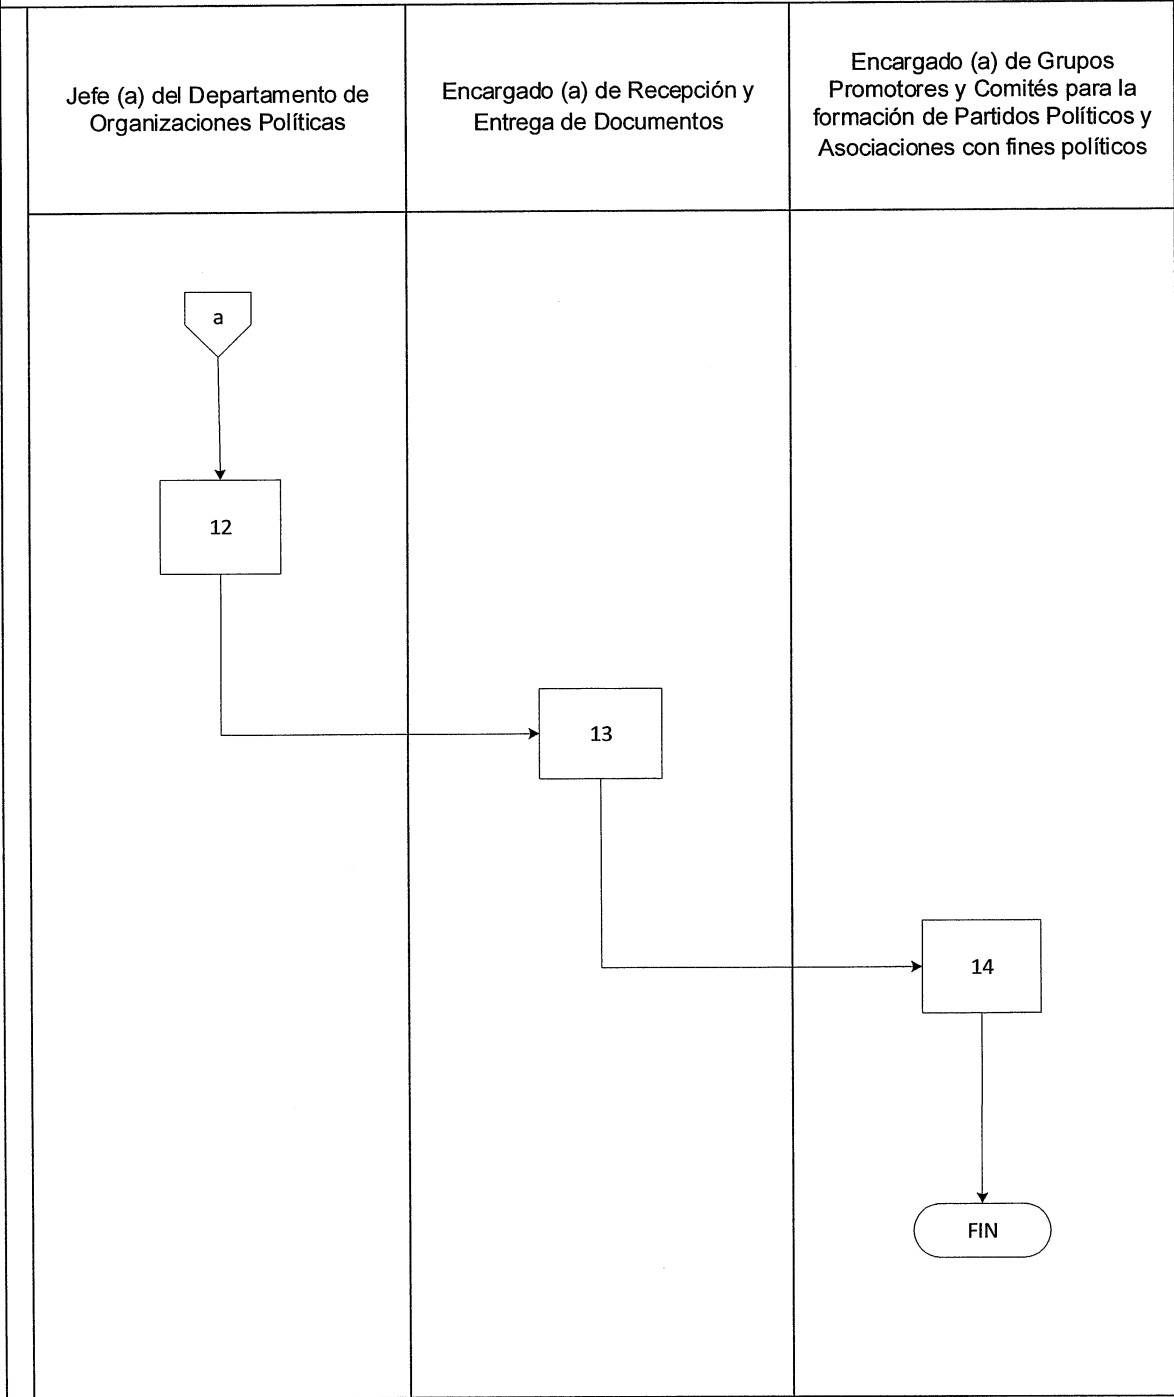 Jefe (a) del Departamento de
Organizaciones Políticas
Encargado (a) de Recepción y
Entrega de Documentos
Encargado (a) de Grupos
Promotores y Comités para la
formación de Partidos Políticos y
Asociaciones con fines políticos
a
12
13
14
FIN